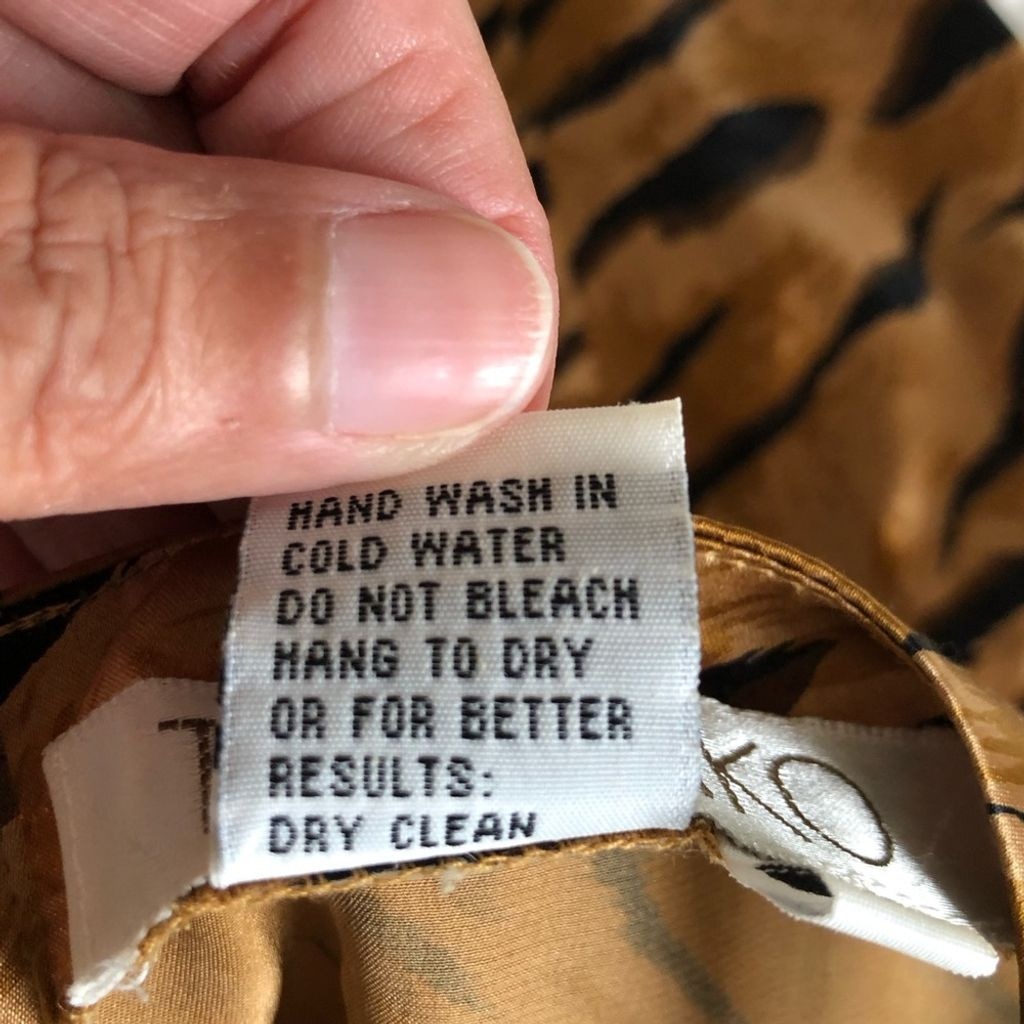 HAND WASH IN
COLD WATER
DO NOT BLEACH
HANG TO DRY
OR FOR BETTER
RESULTS:
DRY CLEAN